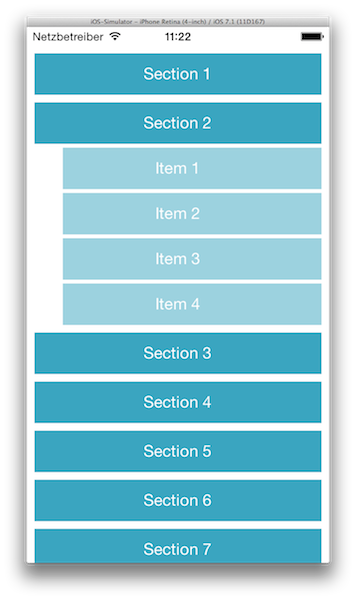 iOS-Simulator – iPhone Retina (4-inch) / iOS 7.1 (11D167)
Netzbetreiber 11:22
Section 1
Section 2
Item 1
Item 2
Item 3
Item 4
Section 3
Section 4
Section 5
Section 6
Section 7